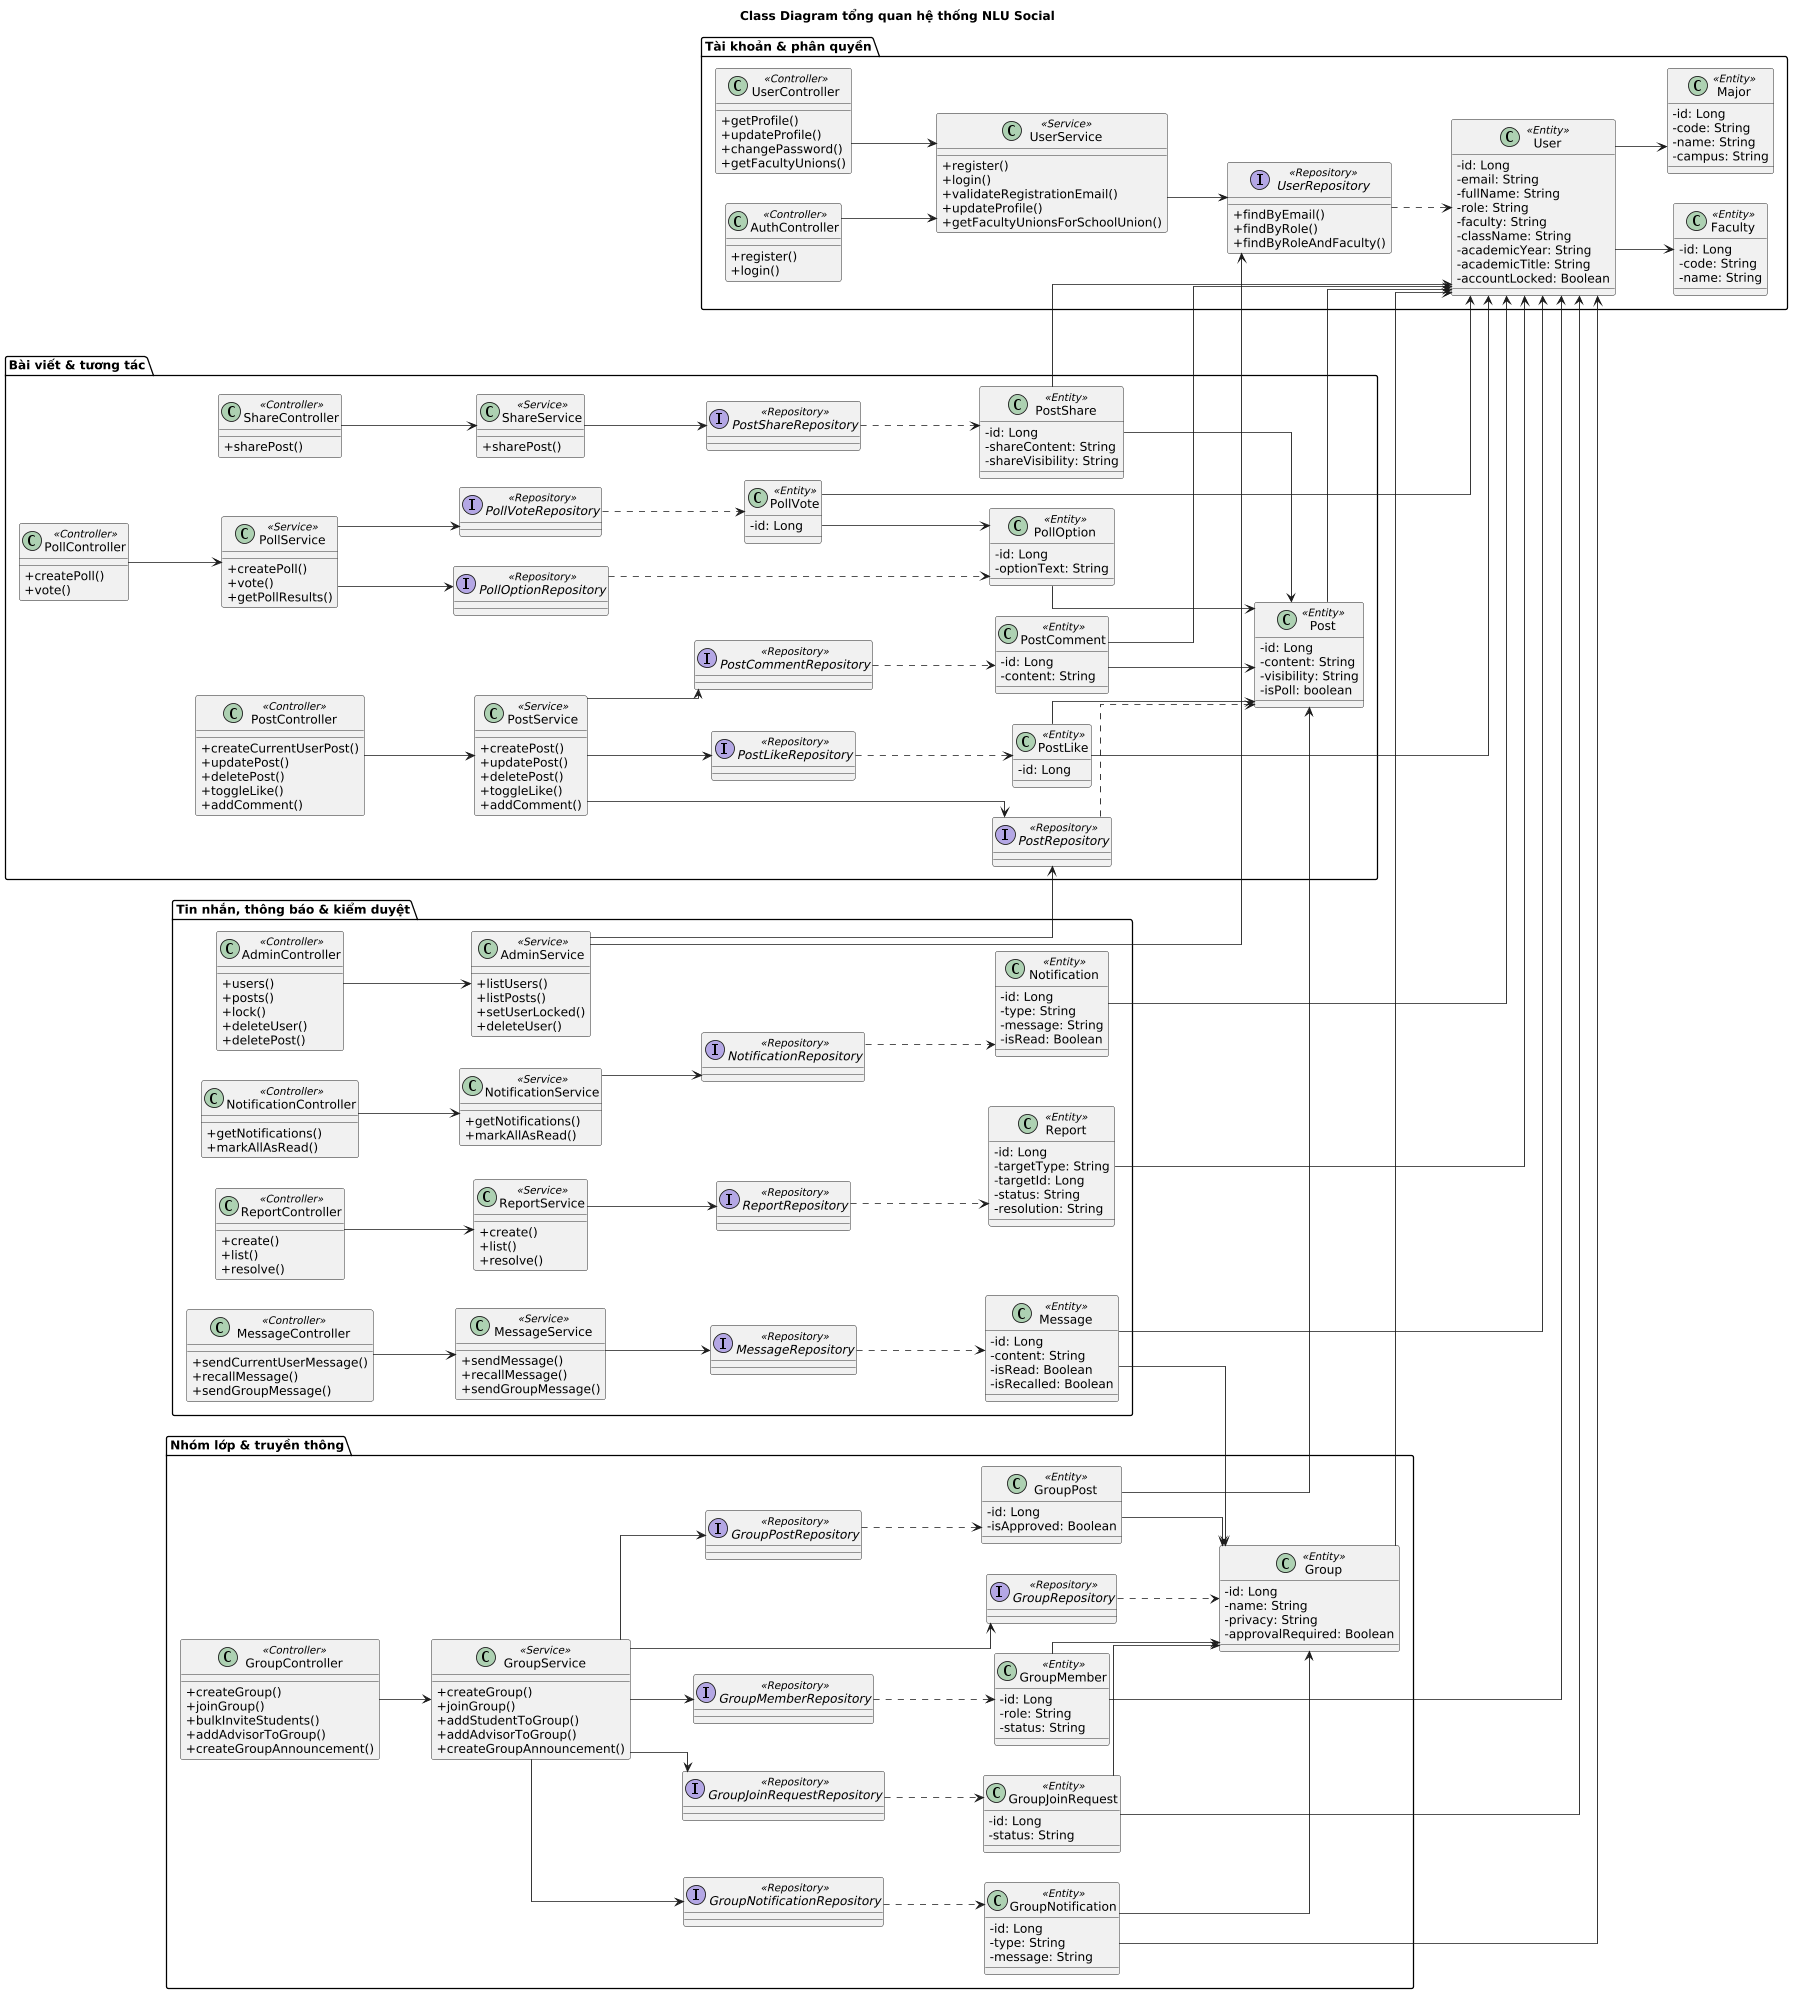 Class Diagram tổng quan hệ thống NLU Social
Tài khoản & phân quyền
«Controller»
UserController
+getProfile()
+updateProfile()
+changePassword()
+getFacultyUnions()
«Controller»
AuthController
+register()
+login()
«Service»
UserService
+register()
+login()
+validateRegistrationEmail()
+updateProfile()
+getFacultyUnionsForSchoolUnion()
«Repository»
UserRepository
+findByEmail()
+findByRole()
+findByRoleAndFaculty()
«Entity»
User
-id: Long
-email: String
-fullName: String
-role: String
-faculty: String
-className: String
-academicYear: String
-academicTitle: String
-accountLocked: Boolean
«Entity»
Major
-id: Long
-code: String
-name: String
-campus: String
«Entity»
Faculty
-id: Long
-code: String
-name: String
Bài viết & tương tác
«Controller»
ShareController
+sharePost()
«Service»
ShareService
+sharePost()
«Repository»
PostShareRepository
«Entity»
PostShare
-id: Long
-shareContent: String
-shareVisibility: String
«Controller»
PollController
+createPoll()
+vote()
«Service»
PollService
+createPoll()
+vote()
+getPollResults()
«Repository»
PollVoteRepository
«Repository»
PollOptionRepository
«Entity»
PollVote
-id: Long
«Entity»
PollOption
-id: Long
-optionText: String
«Entity»
Post
-id: Long
-content: String
-visibility: String
-isPoll: boolean
«Repository»
PostCommentRepository
«Entity»
PostComment
-id: Long
-content: String
«Controller»
PostController
+createCurrentUserPost()
+updatePost()
+deletePost()
+toggleLike()
+addComment()
«Service»
PostService
+createPost()
+updatePost()
+deletePost()
+toggleLike()
+addComment()
«Repository»
PostLikeRepository
«Entity»
PostLike
-id: Long
«Repository»
PostRepository
Tin nhắn, thông báo & kiểm duyệt
«Controller»
AdminController
+users()
+posts()
+lock()
+deleteUser()
+deletePost()
«Service»
AdminService
+listUsers()
+listPosts()
+setUserLocked()
+deleteUser()
«Controller»
NotificationController
+getNotifications()
+markAllAsRead()
«Service»
NotificationService
+getNotifications()
+markAllAsRead()
«Repository»
NotificationRepository
«Entity»
Notification
-id: Long
-type: String
-message: String
-isRead: Boolean
«Controller»
ReportController
+create()
+list()
+resolve()
«Service»
ReportService
+create()
+list()
+resolve()
«Repository»
ReportRepository
«Entity»
Report
-id: Long
-targetType: String
-targetId: Long
-status: String
-resolution: String
«Controller»
MessageController
+sendCurrentUserMessage()
+recallMessage()
+sendGroupMessage()
«Service»
MessageService
+sendMessage()
+recallMessage()
+sendGroupMessage()
«Repository»
MessageRepository
«Entity»
Message
-id: Long
-content: String
-isRead: Boolean
-isRecalled: Boolean
Nhóm lớp & truyền thông
«Controller»
GroupController
+createGroup()
+joinGroup()
+bulkInviteStudents()
+addAdvisorToGroup()
+createGroupAnnouncement()
«Service»
GroupService
+createGroup()
+joinGroup()
+addStudentToGroup()
+addAdvisorToGroup()
+createGroupAnnouncement()
«Repository»
GroupPostRepository
«Entity»
GroupPost
-id: Long
-isApproved: Boolean
«Repository»
GroupRepository
«Entity»
Group
-id: Long
-name: String
-privacy: String
-approvalRequired: Boolean
«Repository»
GroupMemberRepository
«Entity»
GroupMember
-id: Long
-role: String
-status: String
«Repository»
GroupJoinRequestRepository
«Entity»
GroupJoinRequest
-id: Long
-status: String
«Repository»
GroupNotificationRepository
«Entity»
GroupNotification
-id: Long
-type: String
-message: String